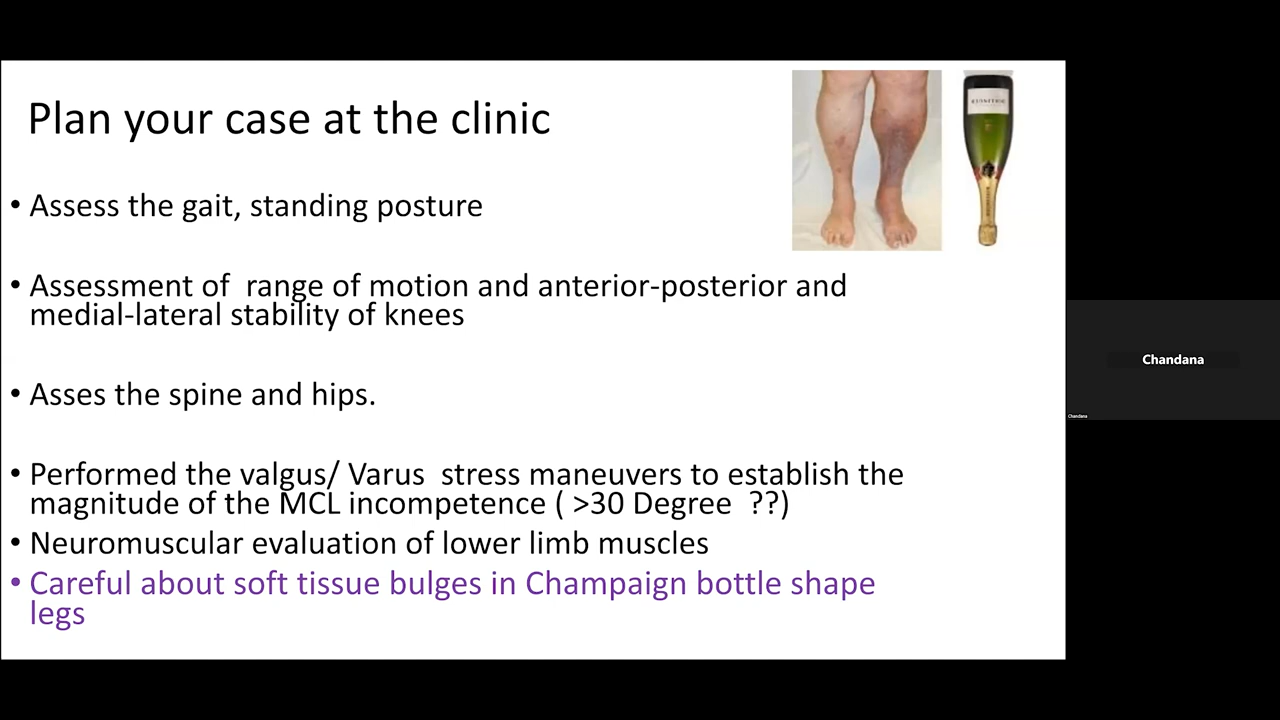 Plan your case at the clinic
• Assess the gait, standing posture
• Assessment of  range of motion and anterior-posterior and
medial-lateral stability of knees
• Asses the spine and hips.
• Performed the valgus/ Varus  stress maneuvers to establish the
magnitude of the MCL incompetence ( >30 Degree  ??)
• Neuromuscular evaluation of lower limb muscles
• Careful about soft tissue bulges in Champaign bottle shape
legs
Chandana
Chandana